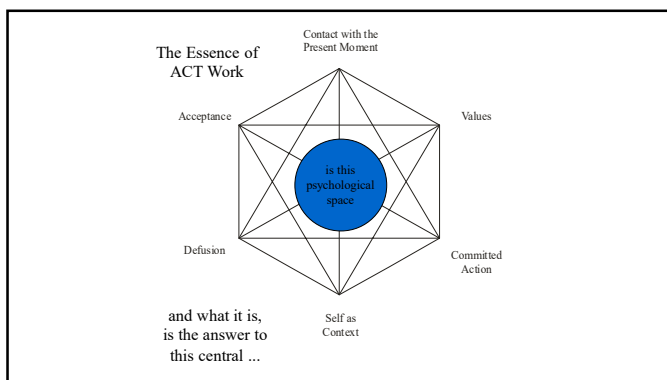 The Essence of
ACT Work
Contact with the
Present Moment
Acceptance
Values
is this
psychological
space
Defusion
Committed
Action
and what it is,
is the answer to
this central ...
Self as
Context